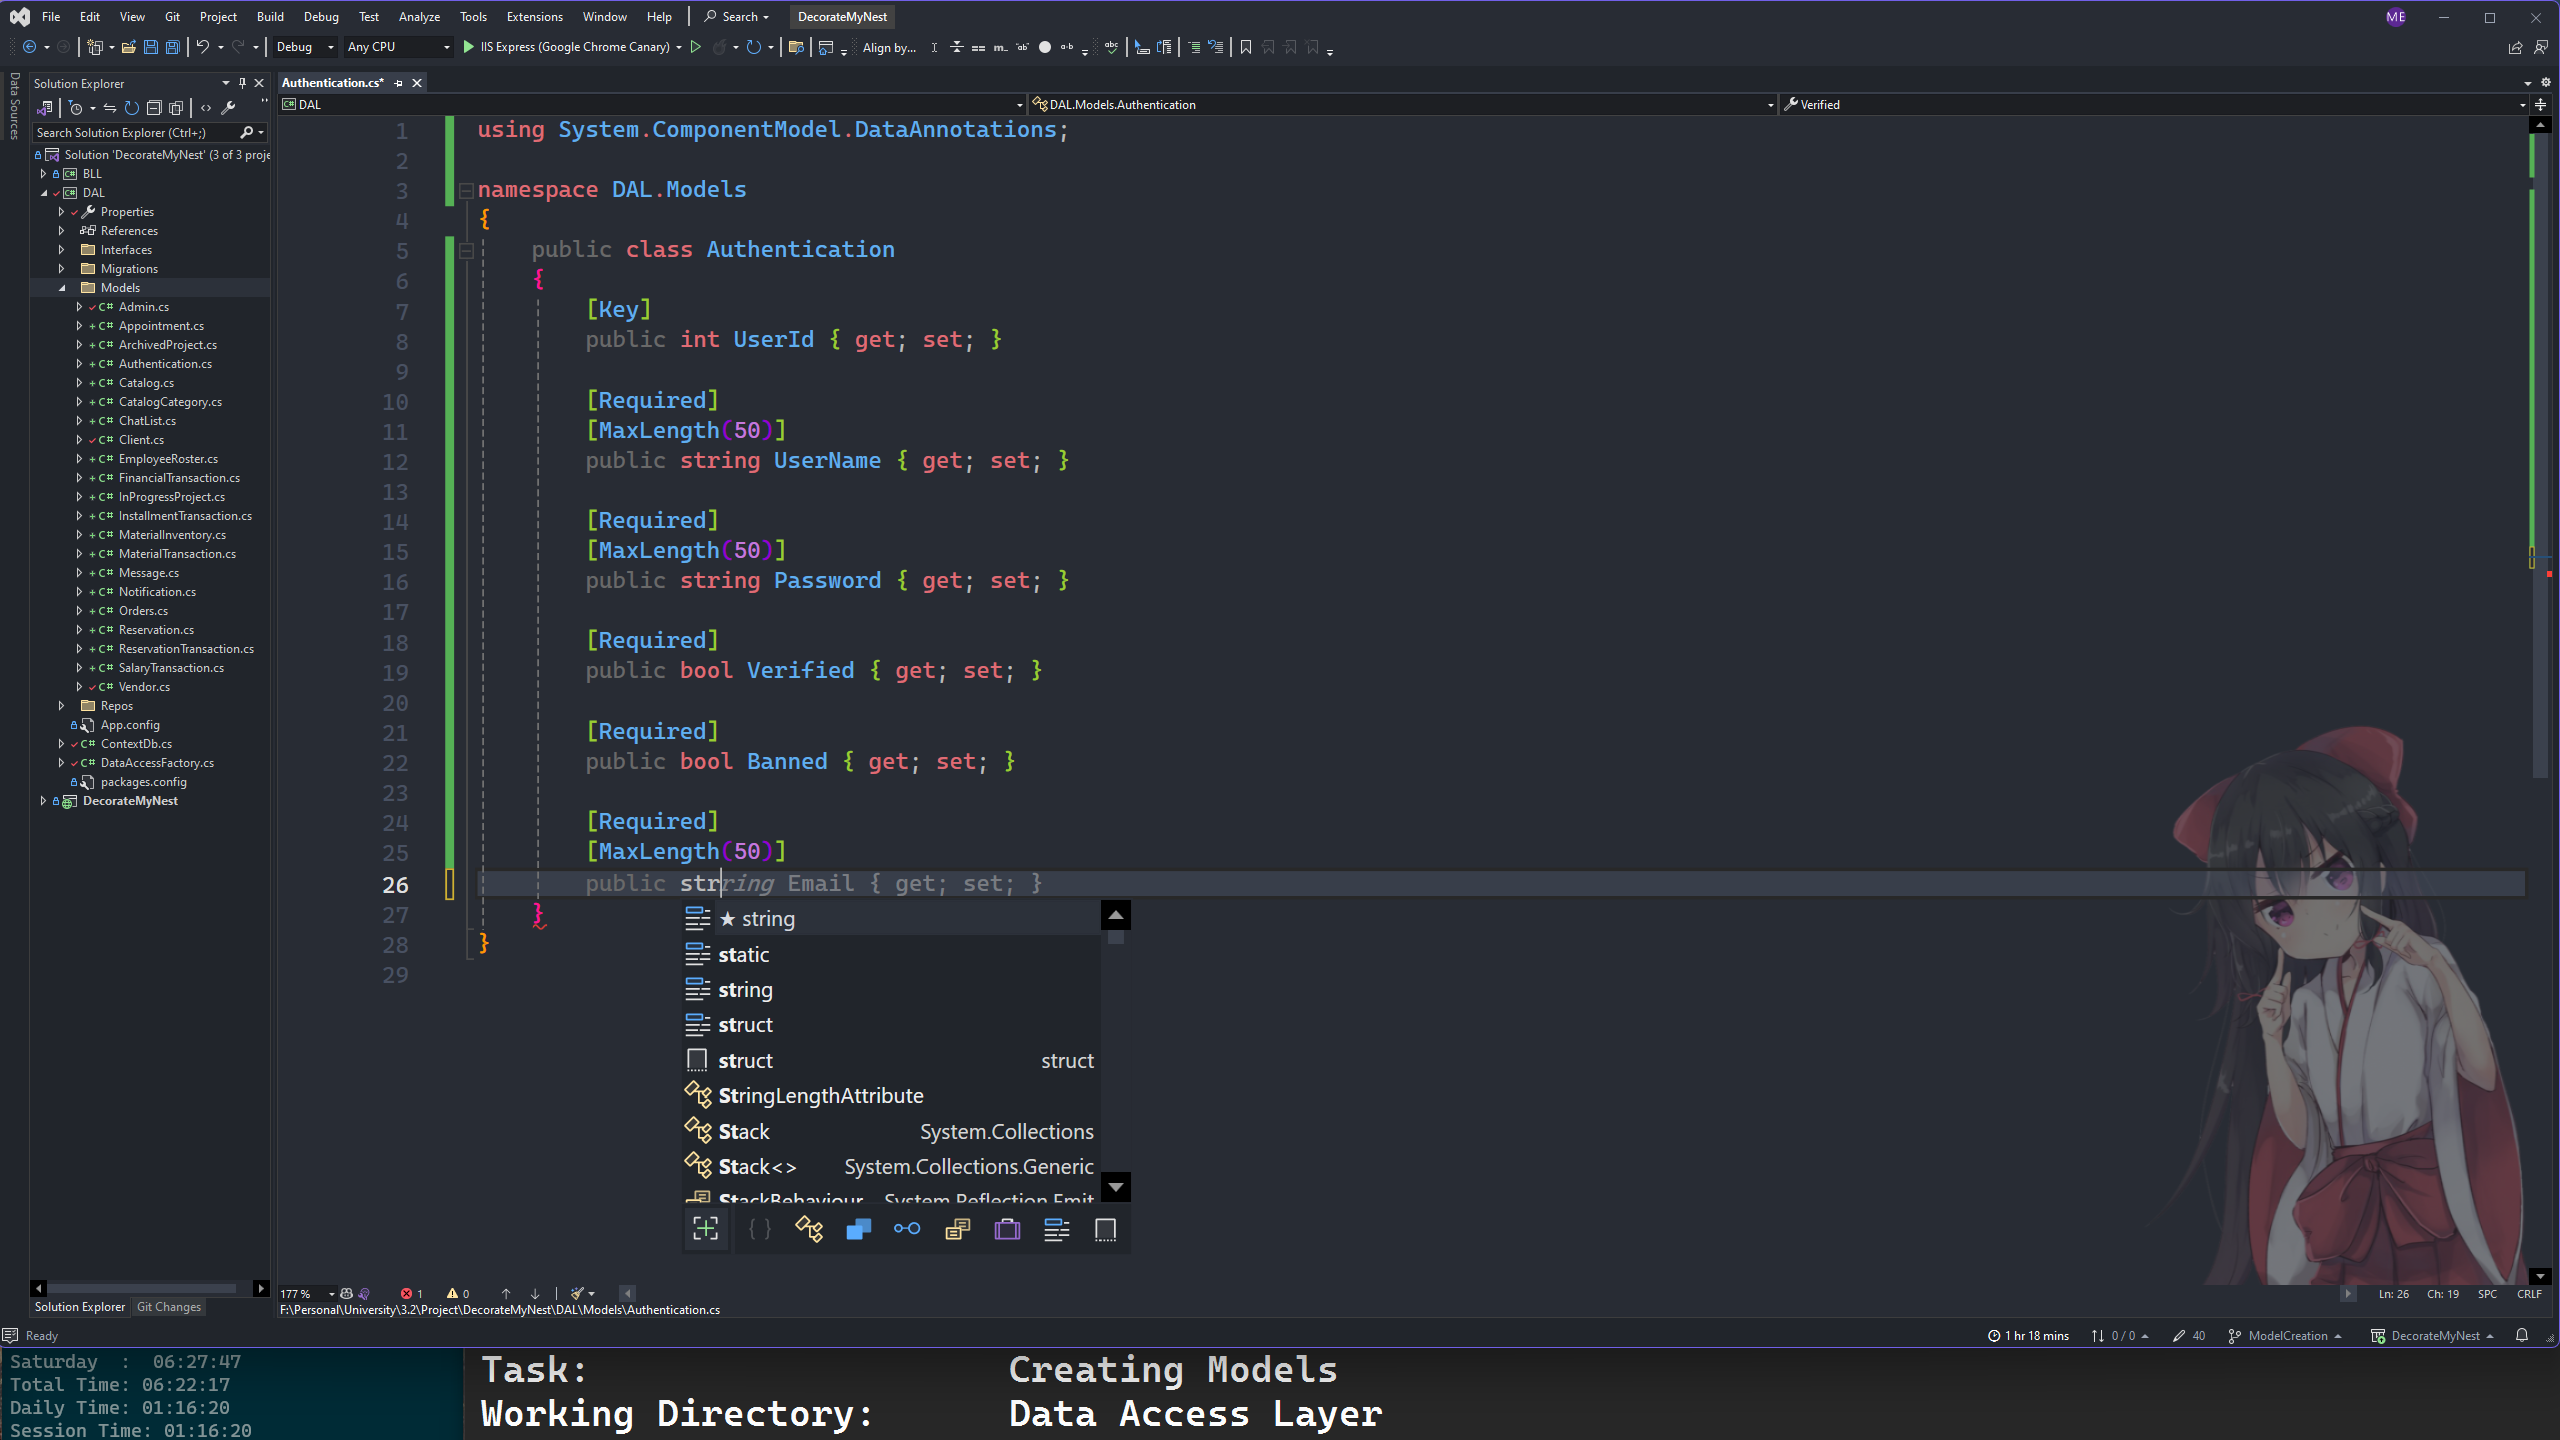 File Edit View Git Project Build Debug Test Analyze Tools Extensions Window Help Search DecorateMyNest ME
Debug Any CPU IIS Express (Google Chrome Canary) Align by...
Data Sources
Solution Explorer
Search Solution Explorer (Ctrl+;)
Solution 'DecorateMyNest' (3 of 3 proje
BLL
DAL
Properties
References
Interfaces
Migrations
Models
C# Admin.cs
C# Appointment.cs
C# ArchivedProject.cs
C# Authentication.cs
C# Catalog.cs
C# CatalogCategory.cs
C# ChatList.cs
C# Client.cs
C# EmployeeRoster.cs
C# FinancialTransaction.cs
C# InProgressProject.cs
C# InstallmentTransaction.cs
C# MaterialInventory.cs
C# MaterialTransaction.cs
C# Message.cs
C# Notification.cs
C# Orders.cs
C# Reservation.cs
C# ReservationTransaction.cs
C# SalaryTransaction.cs
C# Vendor.cs
Repos
App.config
C# ContextDb.cs
C# DataAccessFactory.cs
packages.config
DecorateMyNest
Solution Explorer Git Changes
Authentication.cs*
DAL DAL.Models.Authentication Verified
1 using System.ComponentModel.DataAnnotations;
2
3 namespace DAL.Models
4 {
5 public class Authentication
6 {
7 [Key]
8 public int UserId { get; set; }
9
10 [Required]
11 [MaxLength(50)]
12 public string UserName { get; set; }
13
14 [Required]
15 [MaxLength(50)]
16 public string Password { get; set; }
17
18 [Required]
19 public bool Verified { get; set; }
20
21 [Required]
22 public bool Banned { get; set; }
23
24 [Required]
25 [MaxLength(50)]
26 public strring Email { get; set; }
27 }
28 }
29
★ string
static
string
struct
struct struct
StringLengthAttribute
Stack System.Collections
Stack<> System.Collections.Generic
StackBehaviour System.Reflection.Emit
177 % 1 0 Ln: 26 Ch: 19 SPC CRLF
F:\Personal\University\3.2\Project\DecorateMyNest\DAL\Models\Authentication.cs
Ready 1 hr 18 mins 0 / 0 40 ModelCreation DecorateMyNest
Saturday : 06:27:47
Total Time: 06:22:17
Daily Time: 01:16:20
Session Time: 01:16:20
Task: Creating Models
Working Directory: Data Access Layer